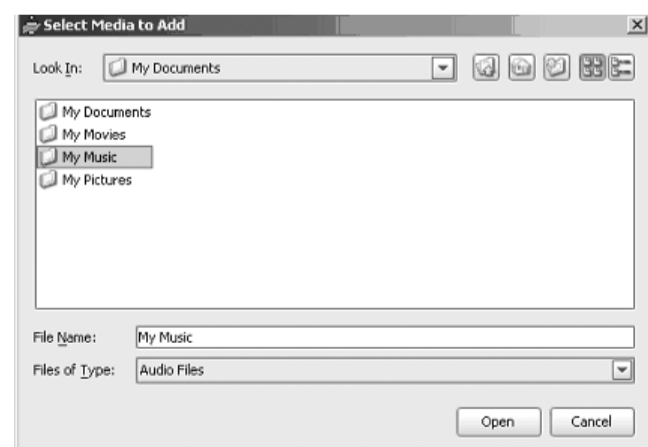 Select Media to Add
Look In: My Documents
My Documents
My Movies
My Music
My Pictures
File Name: My Music
Files of Type: Audio Files
Open Cancel